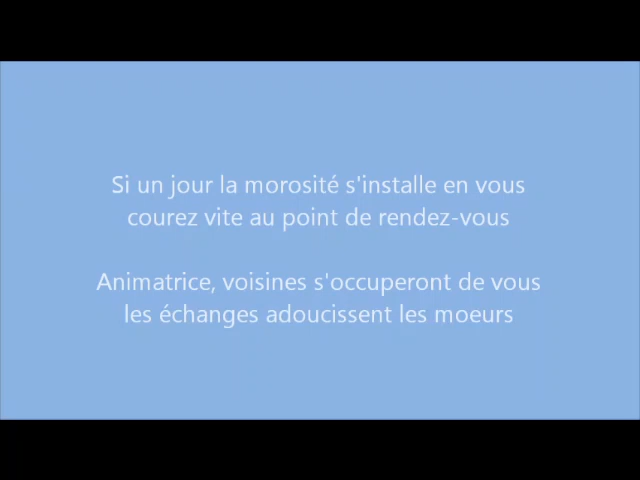 Si un jour la morosité s'installe en vous
courez vite au point de rendez-vous
Animatrice, voisines s'occuperont de vous
les échanges adoucissent les moeurs